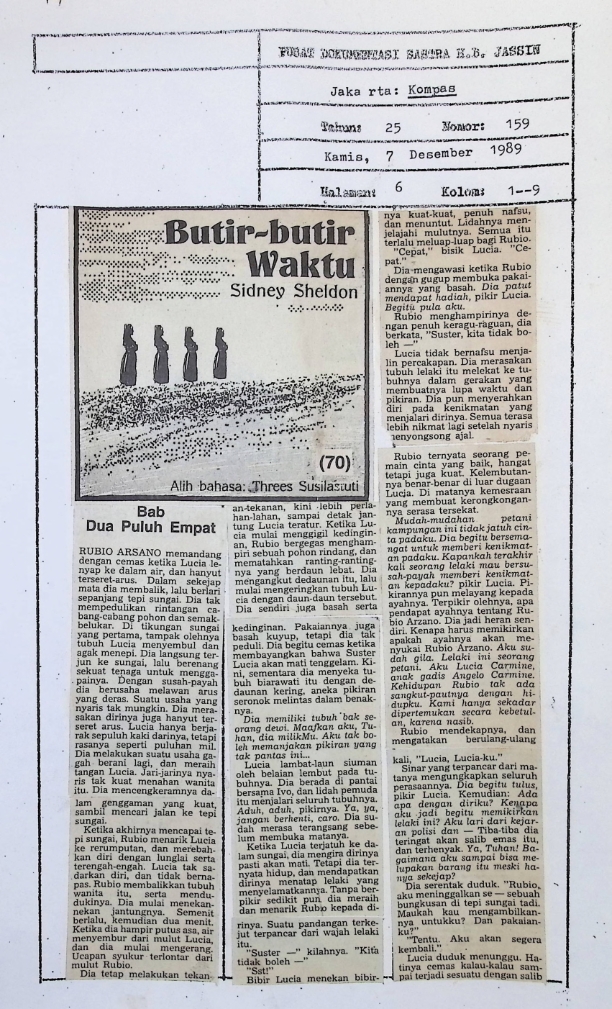 PUSAT DOKUMENTASI SASTRA H.B. JASSIN
Jaka rta: Kompas
Tahun: 25 Nomor: 159
Kamis, 7 Desember 1989
Halaman: 6 Kolom: 1--9
Butir-butir
Waktu
Sidney Sheldon
(70)
Alih bahasa: Threes Susilastuti
Bab
Dua Puluh Empat
RUBIO ARSANO memandang
dengan cemas ketika Lucia le-
nyap ke dalam air, dan hanyut
terseret-arus. Dalam sekejap
mata dia membalik, lalu berlari
sepanjang tepi sungai. Dia tak
mempedulikan rintangan ca-
bang-cabang pohon dan semak-
belukar. Di tikungan sungai
yang pertama, tampak olehnya
tubuh Lucia menyembul dan
agak menepi. Dia langsung ter-
jun ke sungai, lalu berenang
sekuat tenaga untuk mengga-
painya. Dengan susah-payah
dia berusaha melawan arus
yang deras. Suatu usaha yang
nyaris tak mungkin. Dia mera-
sakan dirinya juga hanyut ter-
seret arus. Lucia hanya berja-
rak sepuluh kaki darinya, tetapi
rasanya seperti puluhan mil.
Dia melakukan suatu usaha ga-
gah berani lagi, dan meraih
tangan Lucia. Jari-jarinya nya-
ris tak kuat menahan wanita
itu. Dia mencengkeramnya da-
lam genggaman yang kuat,
sambil mencari jalan ke tepi
sungai.
Ketika akhirnya mencapai te-
pi sungai, Rubio menarik Lucia
ke rerumputan, dan merebah-
kan diri dengan lunglai serta
terengah-engah. Lucia tak sa-
darkan diri, dan tidak berna-
pas. Rubio membalikkan tubuh
wanita itu, serta mendu-
dukinya. Dia mulai menekan-
nekan jantungnya. Semenit
berlalu, kemudian dua menit.
Ketika dia hampir putus asa, air
menyembur dari mulut Lucia,
dan dia mulai mengerang.
Ucapan syukur terlontar dari
mulut Rubio.
Dia tetap melakukan tekan-
an-tekanan, kini lebih perla-
han-lahan, sampai detak jan-
tung Lucia teratur. Ketika Lu-
cia mulai menggigil kedingin-
an, Rubio bergegas mengham-
piri sebuah pohon rindang, dan
mematahkan ranting-ranting-
nya yang berdaun lebat. Dia
mengangkut dedaunan itu, lalu
mulai mengeringkan tubuh Lu-
cia dengan daun-daun tersebut.
Dia sendiri juga basah serta
kedinginan. Pakaiannya juga
basah kuyup, tetapi dia tak
peduli. Dia begitu cemas ketika
membayangkan bahwa Suster
Lucia akan mati tenggelam. Ki-
ni, sementara dia menyeka tu-
buh biarawati itu dengan de-
daunan kering, aneka pikiran
seronok melintas dalam benak-
nya.
Dia memiliki tubuh bak se-
orang dewi. Maafkan aku, Tu-
han, dia milikMu. Aku tak bo-
leh memanjakan pikiran yang
tak pantas ini...
Lucia lambat-laun siuman
oleh belaian lembut pada tu-
buhnya. Dia berada di pantai
bersama Ivo, dan lidah pemuda
itu menjalari seluruh tubuhnya.
Aduh, aduh, pikirnya. Ya, ya,
jangan berhenti, caro. Dia su-
dah merasa terangsang sebe-
lum membuka matanya.
Ketika Lucia terjatuh ke da-
lam sungai, dia mengira dirinya
pasti akan mati. Tetapi dia ter-
nyata hidup, dan mendapatkan
dirinya menatap lelaki yang
menyelamatkannya. Tanpa ber-
pikir sedikit pun dia meraih
dan menarik Rubio kepada di-
rinya. Suatu pandangan terke-
jut terpancar dari wajah lelaki
itu.
"Suster —" kilahnya. "Kita
tidak boleh —"
"Sst!"
Bibir Lucia menekan bibir-
nya kuat-kuat, penuh nafsu,
dan menuntut. Lidahnya men-
jelajahi mulutnya. Semua itu
terlalu meluap-luap bagi Rubio.
"Cepat," bisik Lucia. "Ce-
pat."
Dia mengawasi ketika Rubio
dengan gugup membuka pakai-
annya yang basah. Dia patut
mendapat hadiah, pikir Lucia.
Begitu pula aku.
Rubio menghampirinya de-
ngan penuh keragu-raguan, dia
berkata, "Suster, kita tidak bo-
leh —"
Lucia tidak bernafsu menja-
lin percakapan. Dia merasakan
tubuh lelaki itu melekat ke tu-
buhnya dalam gerakan yang
membuatnya lupa waktu dan
pikiran. Dia pun menyerahkan
diri pada kenikmatan yang
menjalari dirinya. Semua terasa
lebih nikmat lagi setelah nyaris
menyongsong ajal.
Rubio ternyata seorang pe-
main cinta yang baik, hangat
tetapi juga kuat. Kelembutan-
nya benar-benar di luar dugaan
Lucia. Di matanya kemesraan
yang membuat kerongkongan-
nya serasa tersekat.
Mudah-mudahan petani
kampungan ini tidak jatuh cin-
ta padaku. Dia begitu bersema-
ngat untuk memberi kenikmat-
an padaku. Kapankah terakhir
kali seorang lelaki mau bersu-
sah-payah memberi kenikmat-
an kepadaku? pikir Lucia. Pi-
kirannya pun melayang kepada
ayahnya. Terpikir olehnya, apa
pendapat ayahnya tentang Ru-
bio Arzano. Dia jadi heran sen-
diri. Kenapa harus memikirkan
apakah ayahnya akan me-
nyukai Rubio Arzano. Aku su-
dah gila. Lelaki ini seorang
petani. Aku Lucia Carmine,
anak gadis Angelo Carmine.
Kehidupan Rubio tak ada
sangkut-pautnya dengan hi-
dupku. Kami hanya sekadar
dipertemukan secara kebetul-
an, karena nasib.
Rubio mendekapnya, dan
mengatakan berulang-ulang
kali, "Lucia, Lucia-ku."
Sinar yang terpancar dari ma-
tanya mengungkapkan seluruh
perasaannya. Dia begitu tulus,
pikir Lucia. Kemudian: Ada
apa dengan diriku? Kenapa
aku jadi begitu memikirkan
lelaki ini? Aku lari dari kejar-
an polisi dan — Tiba-tiba dia
teringat akan salib emas itu,
dan terhenyak. Ya, Tuhan! Ba-
gaimana aku sampai bisa me-
lupakan barang itu meski ha-
nya sekejap?
Dia serentak duduk. "Rubio,
aku meninggalkan se — sebuah
bungkusan di tepi sungai tadi.
Maukah kau mengambilkan-
nya untukku? Dan pakaian-
ku?"
"Tentu. Aku akan segera
kembali."
Lucia duduk menunggu. Ha-
tinya cemas kalau-kalau sam-
pai terjadi sesuatu dengan salib